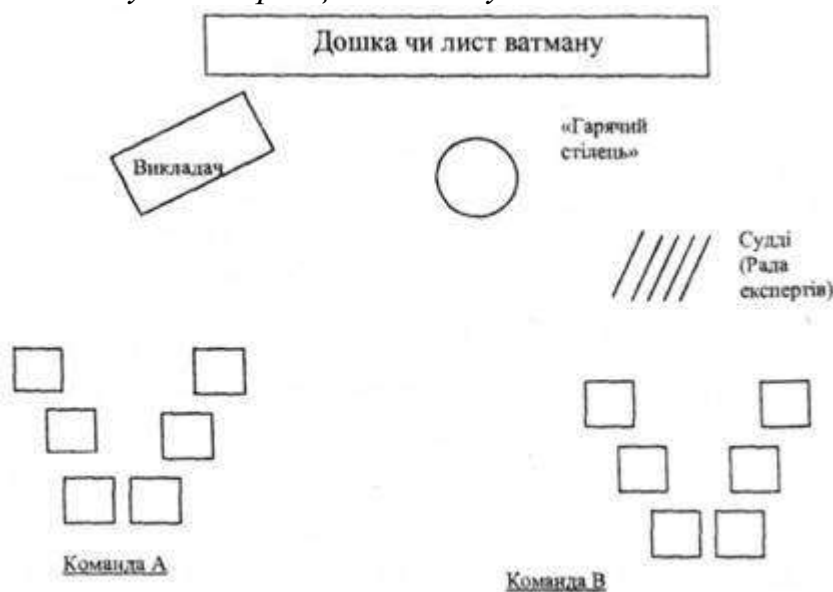 Дошка чи лист ватману
Викладач
«Гарячий
стілець»
Судді
(Рада
експертів)
Команда А
Команда В